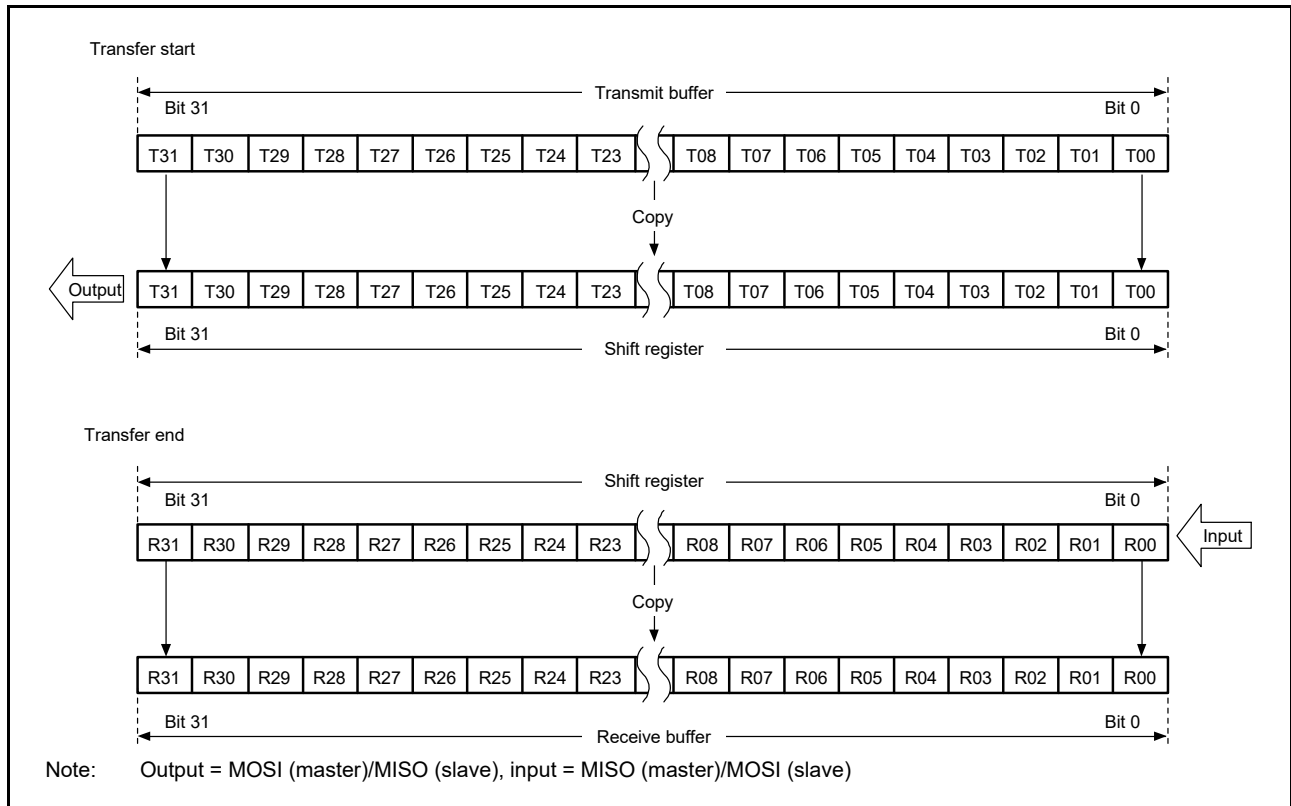 Transfer start
Transmit buffer
Bit 31 Bit 0
T31 T30 T29 T28 T27 T26 T25 T24 T23 T08 T07 T06 T05 T04 T03 T02 T01 T00
Copy
Output T31 T30 T29 T28 T27 T26 T25 T24 T23 T08 T07 T06 T05 T04 T03 T02 T01 T00
Bit 31 Bit 0
Shift register
Transfer end
Shift register
Bit 31 Bit 0
R31 R30 R29 R28 R27 R26 R25 R24 R23 R08 R07 R06 R05 R04 R03 R02 R01 R00 Input
Copy
R31 R30 R29 R28 R27 R26 R25 R24 R23 R08 R07 R06 R05 R04 R03 R02 R01 R00
Bit 31 Bit 0
Receive buffer
Note: Output = MOSI (master)/MISO (slave), input = MISO (master)/MOSI (slave)